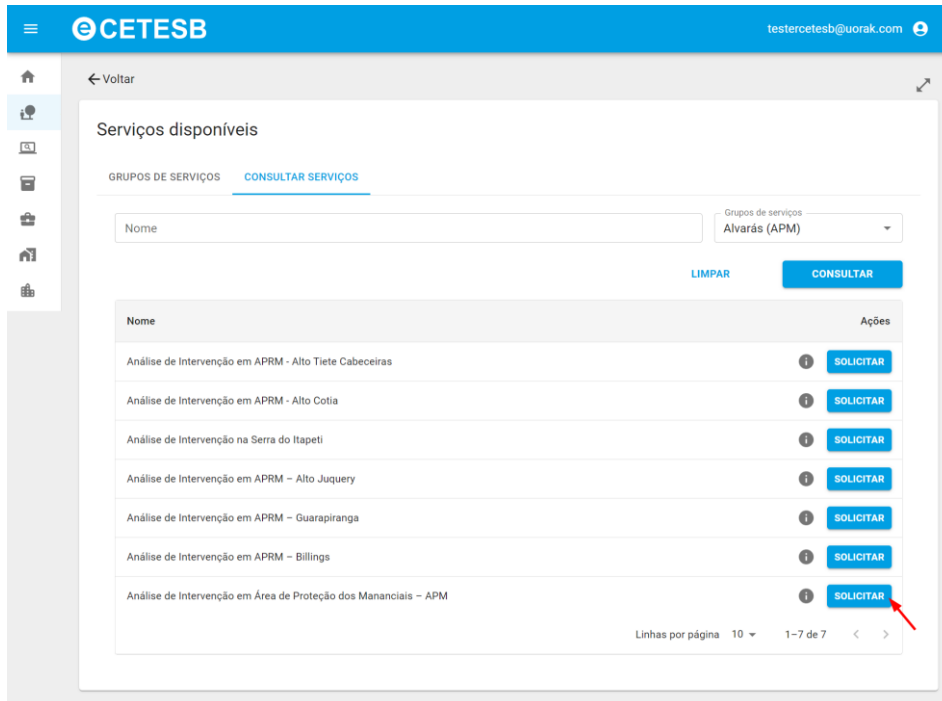 eCETESB
testercetesb@uorak.com
Voltar
Serviços disponíveis
GRUPOS DE SERVIÇOS CONSULTAR SERVIÇOS
Nome
Grupos de serviços
Alvarás (APM)
LIMPAR CONSULTAR
Nome Ações
Análise de Intervenção em APRM - Alto Tiete Cabeceiras SOLICITAR
Análise de Intervenção em APRM - Alto Cotia SOLICITAR
Análise de Intervenção na Serra do Itapeti SOLICITAR
Análise de Intervenção em APRM – Alto Juquery SOLICITAR
Análise de Intervenção em APRM – Guarapiranga SOLICITAR
Análise de Intervenção em APRM – Billings SOLICITAR
Análise de Intervenção em Área de Proteção dos Mananciais – APM SOLICITAR
Linhas por página 10 1–7 de 7